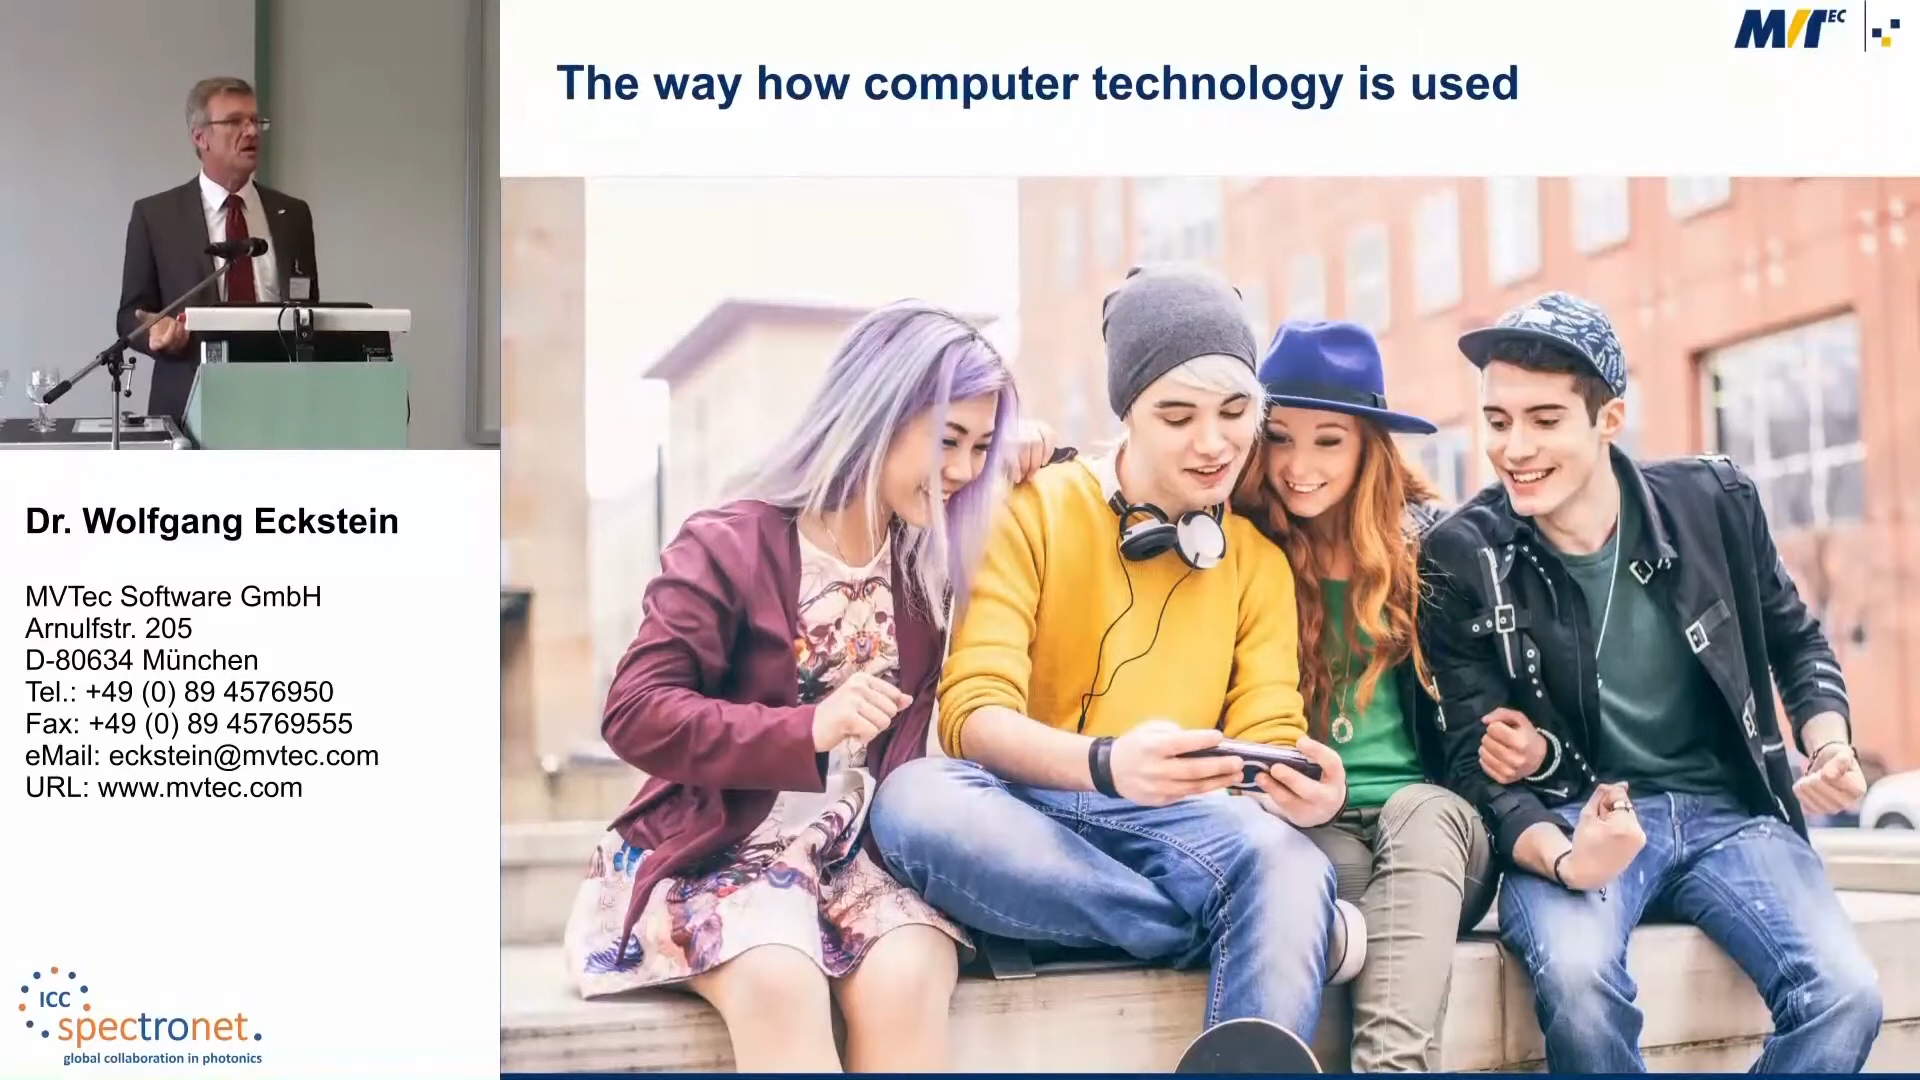 MVTEC
The way how computer technology is used
Dr. Wolfgang Eckstein
MVTec Software GmbH
Arnulfstr. 205
D-80634 München
Tel.: +49 (0) 89 4576950
Fax: +49 (0) 89 45769555
eMail: eckstein@mvtec.com
URL: www.mvtec.com
ICC
spectronet.
global collaboration in photonics